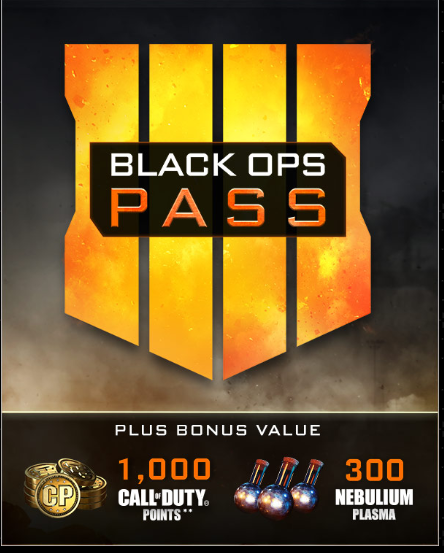 BLACK OPS
PASS
PLUS BONUS VALUE
CP
1,000
CALL OF DUTY®
POINTS**
300
NEBULIUM
PLASMA